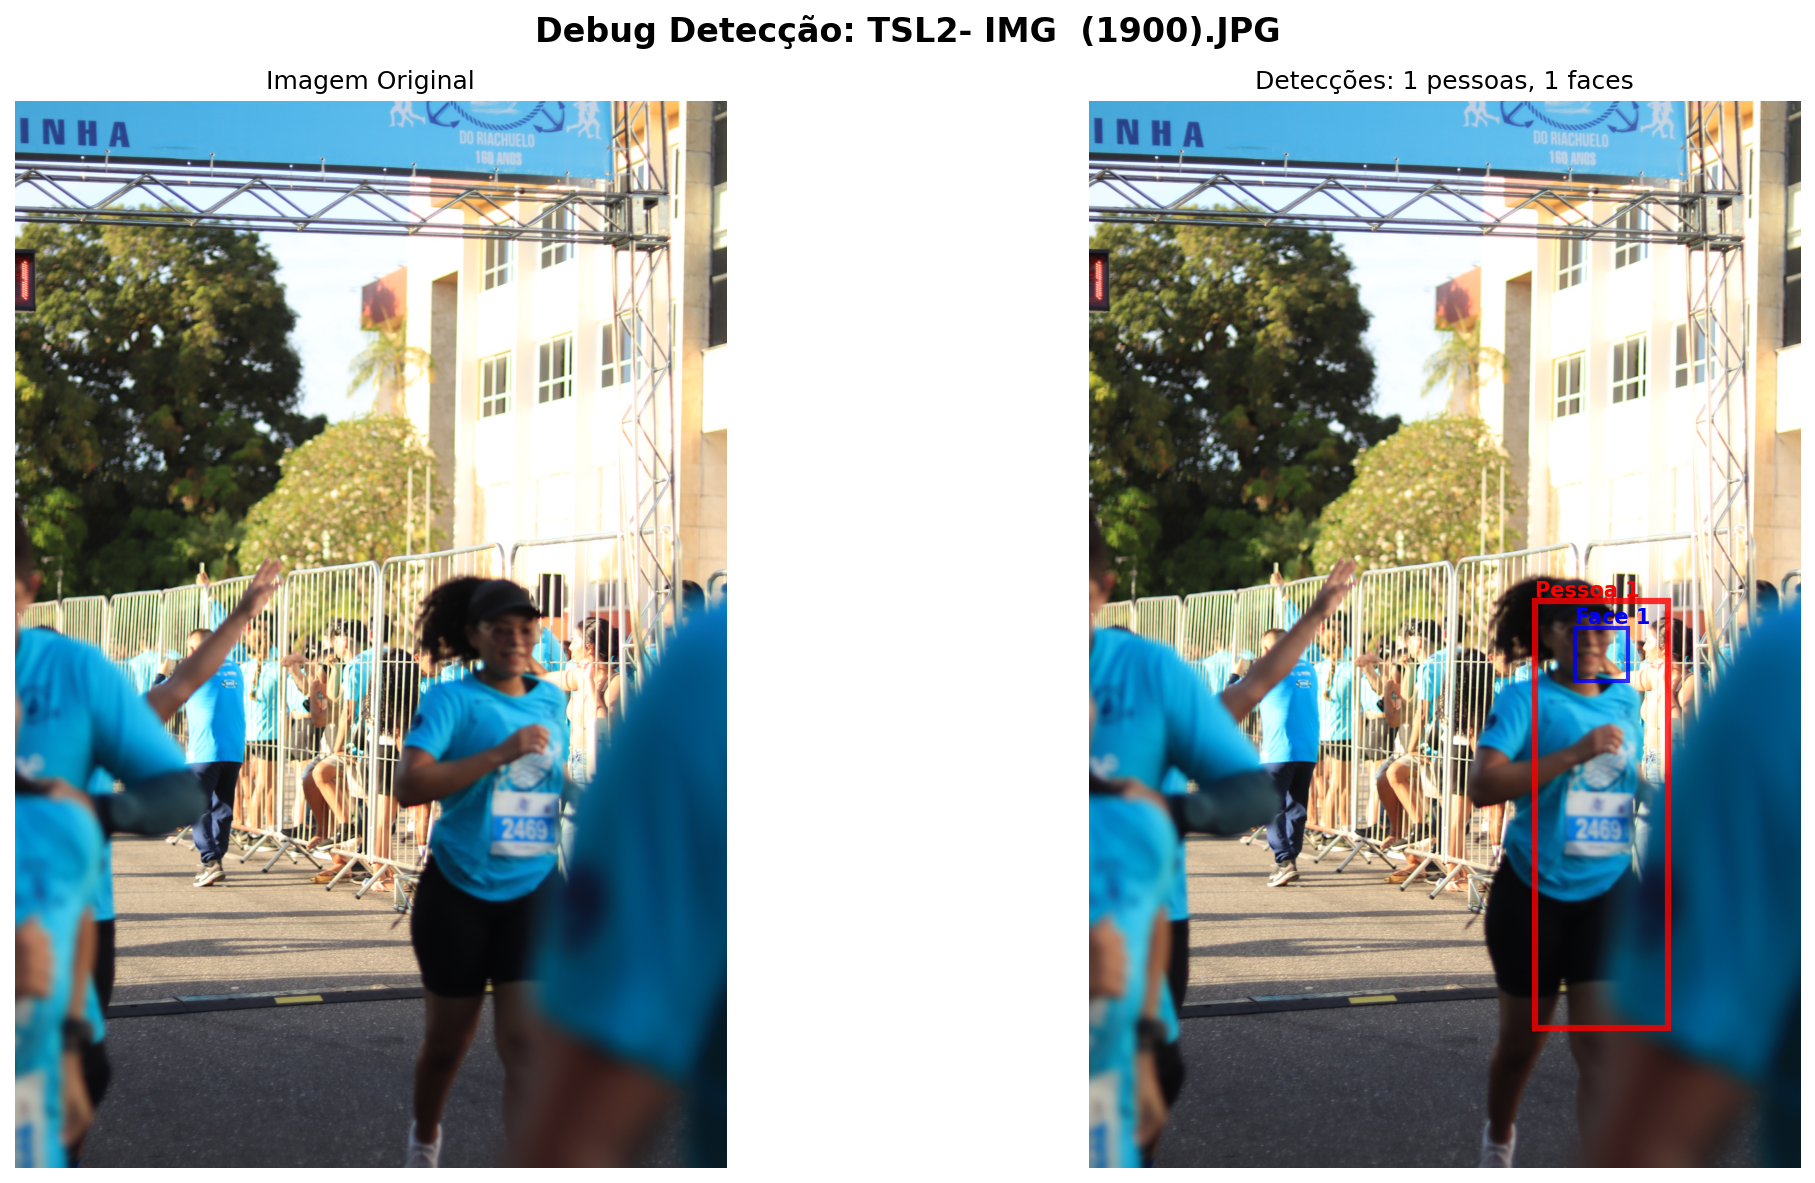 Debug Detecção: TSL2- IMG  (1900).JPG
Imagem Original
INHA
DO RIACHUELO
160 ANOS
2469
Detecções: 1 pessoas, 1 faces
INHA
DO RIACHUELO
160 ANOS
Pessoa 1
Face 1
2469